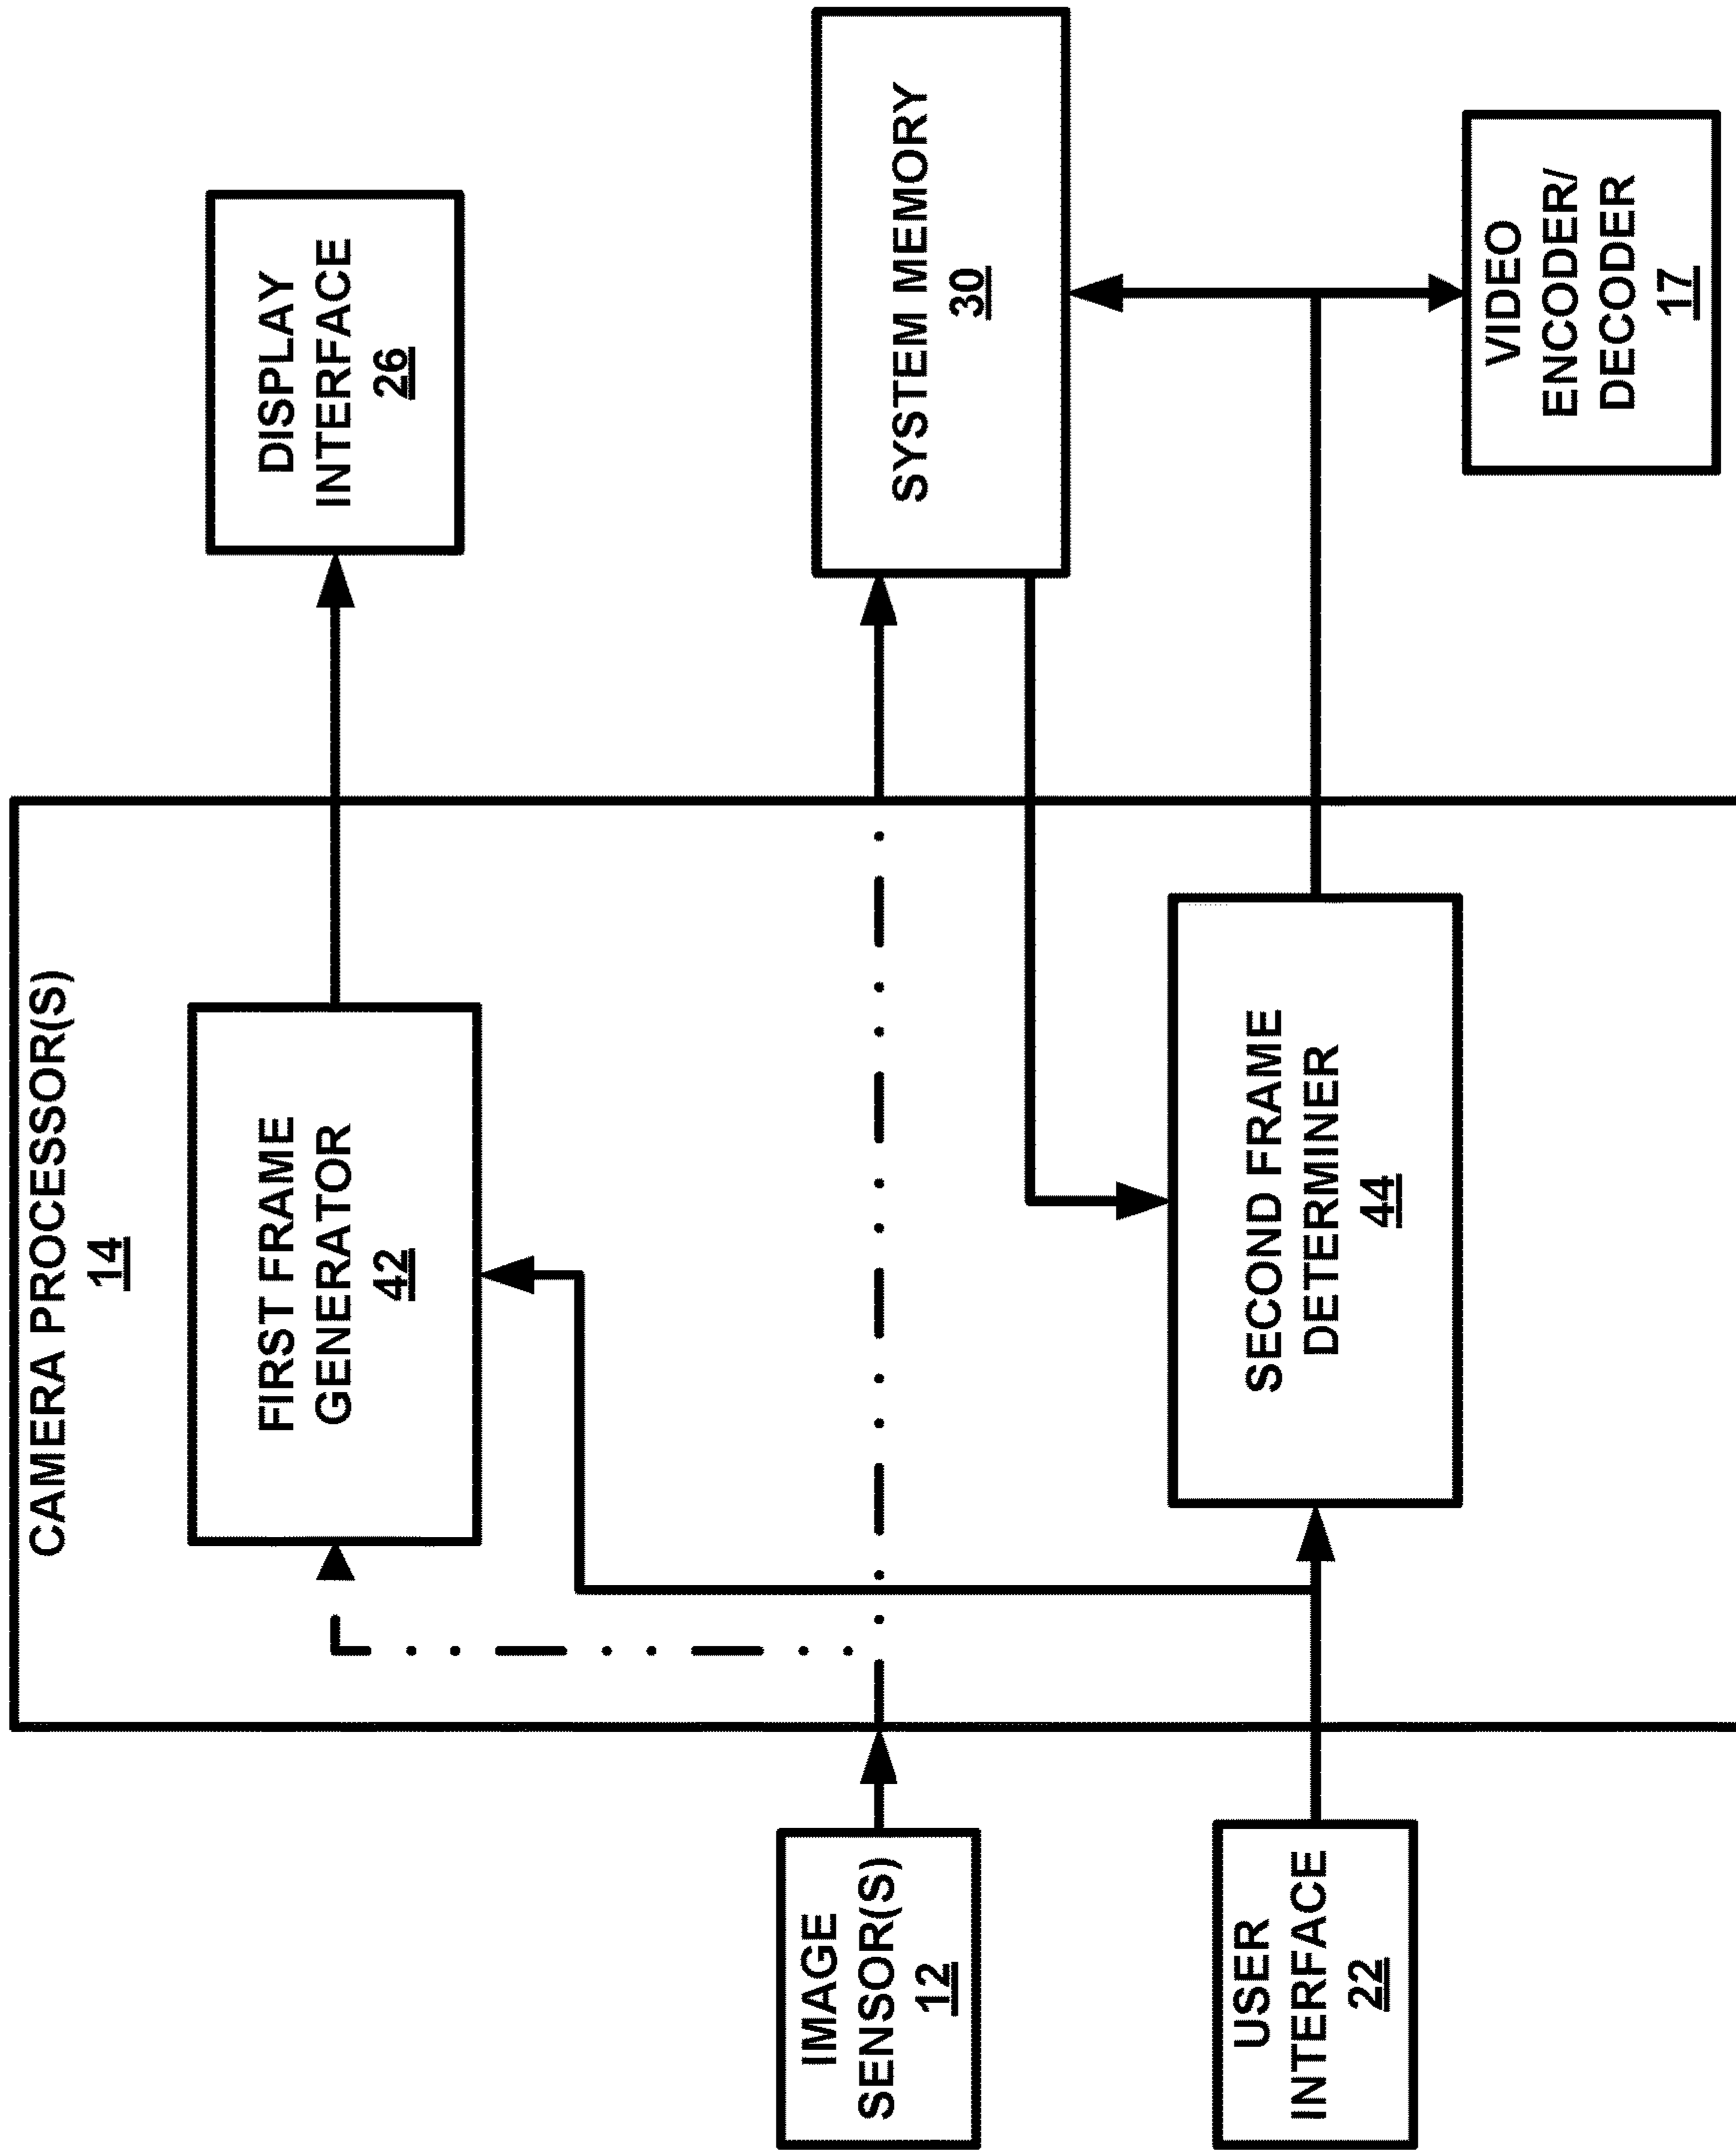 CAMERA PROCESSOR(S)
14
FIRST FRAME
GENERATOR
42
DISPLAY
INTERFACE
26
IMAGE
SENSOR(S)
12
SYSTEM MEMORY
30
USER
INTERFACE
22
SECOND FRAME
DETERMINER
44
VIDEO
ENCODER/
DECODER
17